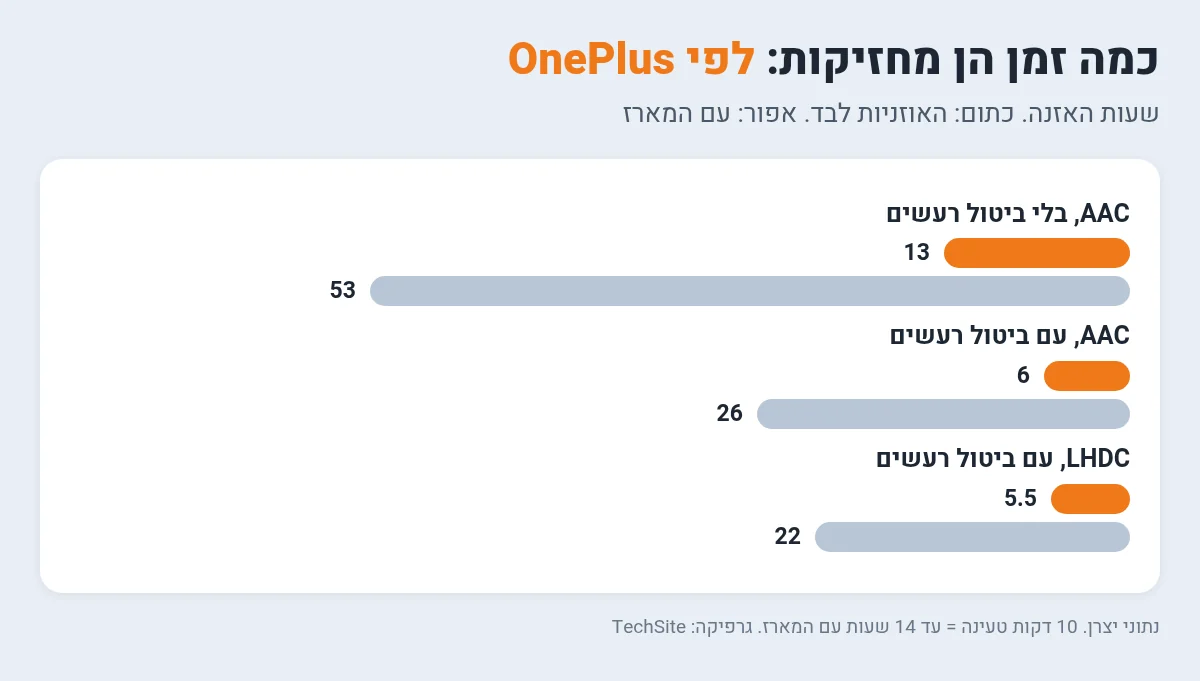 כמה זמן הן מחזיקות: לפי OnePlus
שעות האזנה. כתום: האוזניות לבד. אפור: עם המארז
AAC, בלי ביטול רעשים
13
53
AAC, עם ביטול רעשים
6
26
LHDC, עם ביטול רעשים
5.5
22
נתוני יצרן. 10 דקות טעינה = עד 14 שעות עם המארז. גרפיקה: TechSite